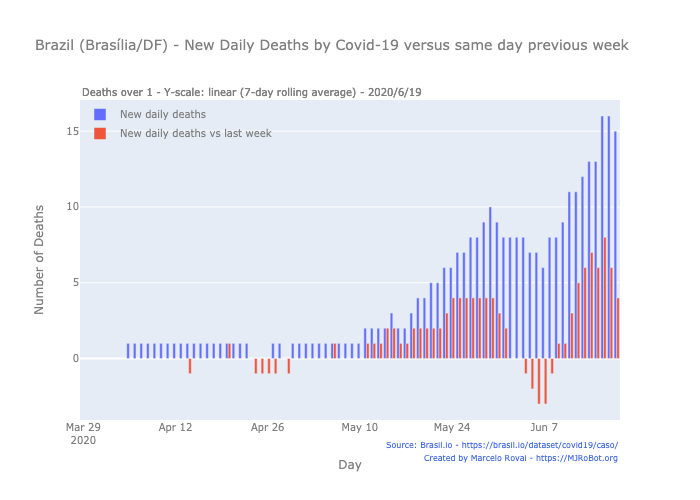 Brazil (Brasília/DF) - New Daily Deaths by Covid-19 versus same day previous week
Deaths over 1 - Y-scale: linear (7-day rolling average) - 2020/6/19
New daily deaths
New daily deaths vs last week
15
10
5
0
Number of Deaths
Mar 29
2020
Apr 12
Apr 26
May 10
May 24
Jun 7
Day
Source: Brasil.io - https://brasil.io/dataset/covid19/caso/
Created by Marcelo Rovai - https://MJRoBot.org